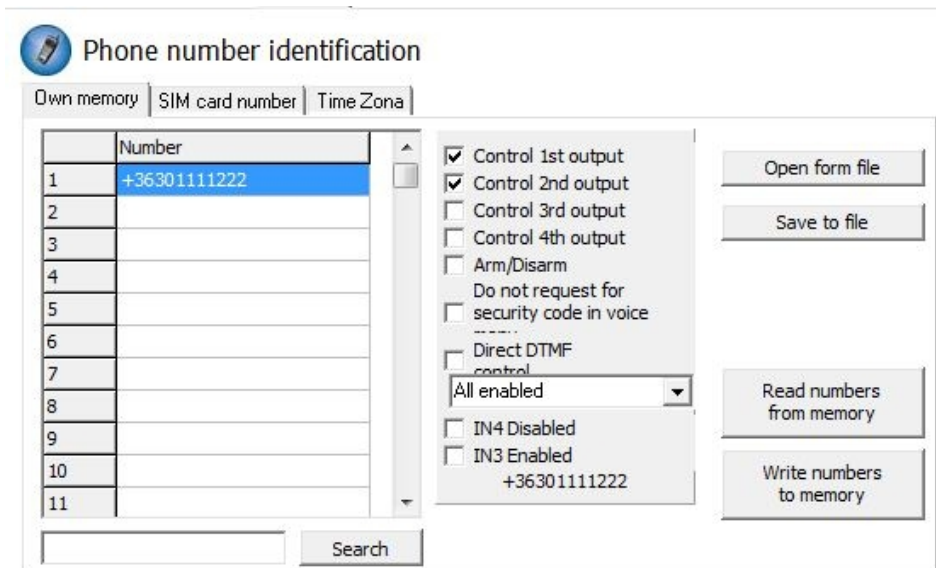 Phone number identification
Own memory
SIM card number
Time Zona
Number
1
+36301111222
2
3
4
5
6
7
8
9
10
11
Search
Control 1st output
Control 2nd output
Control 3rd output
Control 4th output
Arm/Disarm
Do not request for
security code in voice
Direct DTMF
control
All enabled
IN4 Disabled
IN3 Enabled
+36301111222
Open form file
Save to file
Read numbers
from memory
Write numbers
to memory